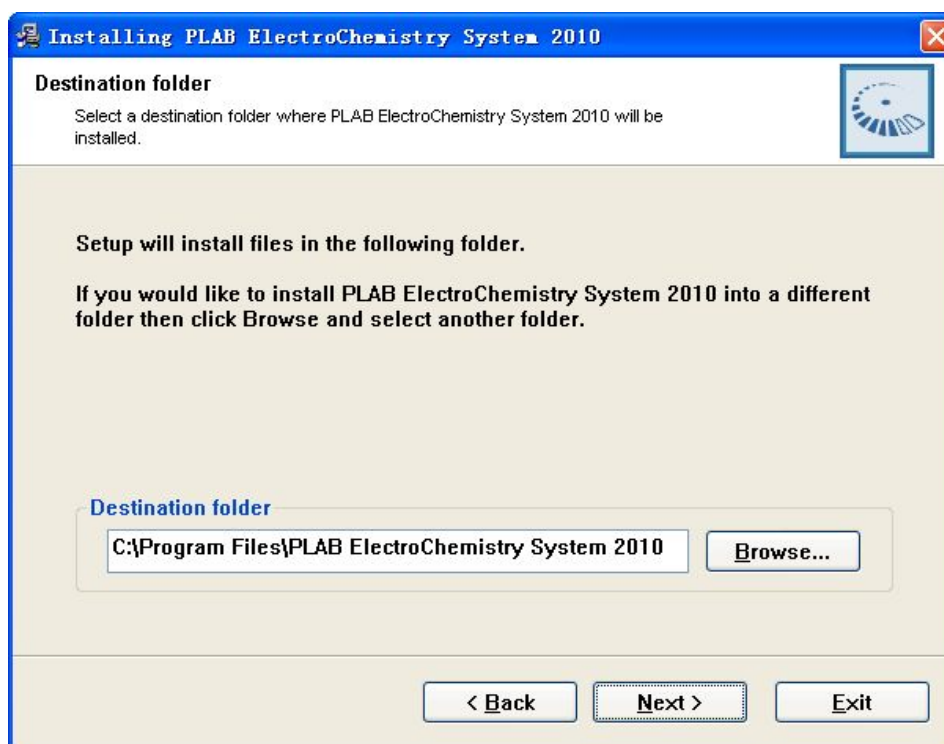 Installing PLAB ElectroChemistry System 2010
Destination folder
Select a destination folder where PLAB ElectroChemistry System 2010 will be
installed.
Setup will install files in the following folder.
If you would like to install PLAB ElectroChemistry System 2010 into a different
folder then click Browse and select another folder.
Destination folder
C:\Program Files\PLAB ElectroChemistry System 2010
Browse...
< Back
Next >
Exit